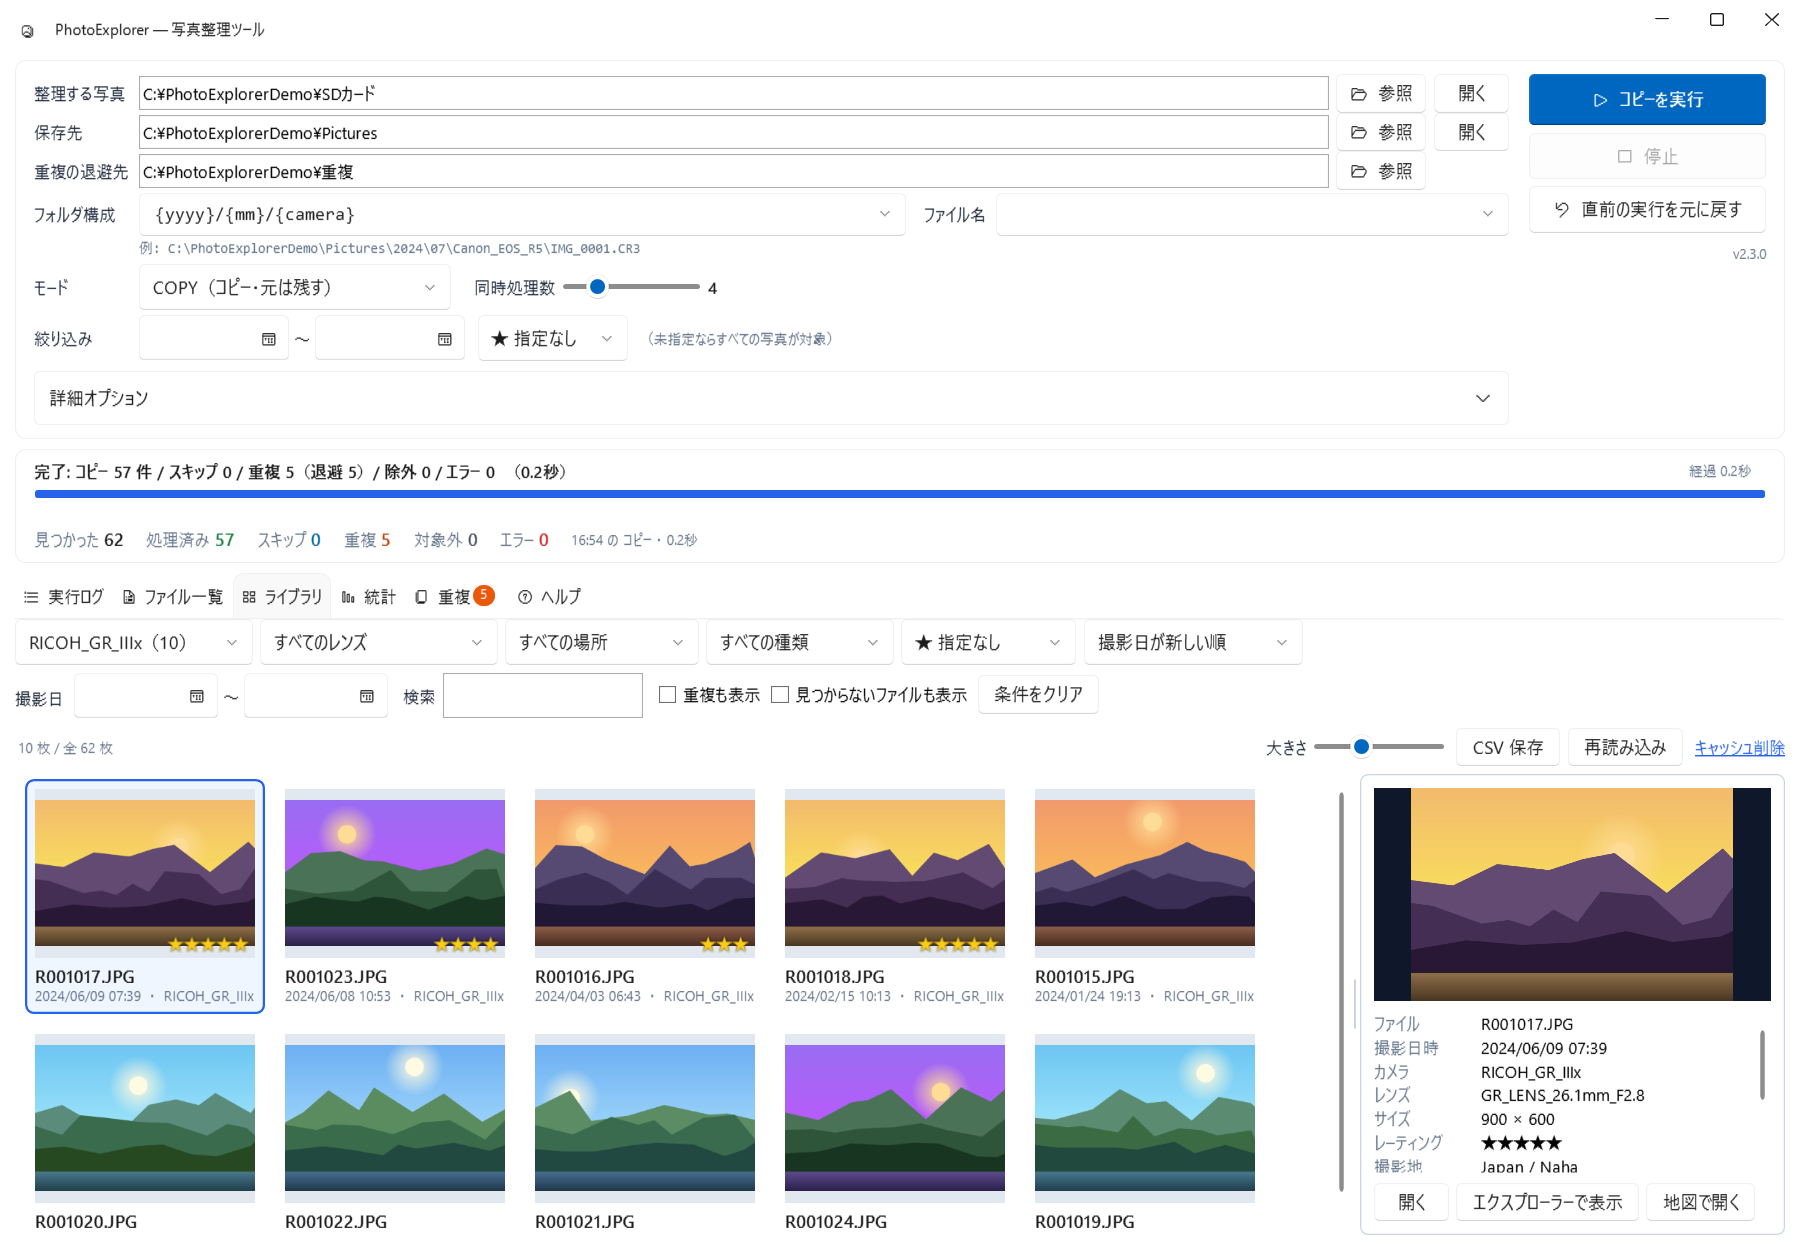 PhotoExplorer — 写真整理ツール
整理する写真 C:¥PhotoExplorerDemo¥SDカード 参照 開く コピーを実行
保存先 C:¥PhotoExplorerDemo¥Pictures 参照 開く 停止
重複の退避先 C:¥PhotoExplorerDemo¥重複 参照
フォルダ構成 {yyyy}/{mm}/{camera} ファイル名 直前の実行を元に戻す
例: C:\PhotoExplorerDemo\Pictures\2024\07\Canon_EOS_R5\IMG_0001.CR3 v2.3.0
モード COPY（コピー・元は残す） 同時処理数 4
絞り込み ～ ★ 指定なし （未指定ならすべての写真が対象）
詳細オプション
完了: コピー 57 件 / スキップ 0 / 重複 5（退避 5）/ 除外 0 / エラー 0 （0.2秒） 経過 0.2秒
見つかった 62 処理済み 57 スキップ 0 重複 5 対象外 0 エラー 0 16:54 の コピー・0.2秒
実行ログ ファイル一覧 ライブラリ 統計 重複 5 ヘルプ
RICOH_GR_IIIx（10） すべてのレンズ すべての場所 すべての種類 ★ 指定なし 撮影日が新しい順
撮影日 ～ 検索 重複も表示 見つからないファイルも表示 条件をクリア
10 枚 / 全 62 枚 大きさ CSV 保存 再読み込み キャッシュ削除
★★★★★ ★★★★ ★★★ ★★★★★
R001017.JPG R001023.JPG R001016.JPG R001018.JPG R001015.JPG
2024/06/09 07:39 ・ RICOH_GR_IIIx 2024/06/08 10:53 ・ RICOH_GR_IIIx 2024/04/03 06:43 ・ RICOH_GR_IIIx 2024/02/15 10:13 ・ RICOH_GR_IIIx 2024/01/24 19:13 ・ RICOH_GR_IIIx
R001020.JPG R001022.JPG R001021.JPG R001024.JPG R001019.JPG
ファイル R001017.JPG
撮影日時 2024/06/09 07:39
カメラ RICOH_GR_IIIx
レンズ GR_LENS_26.1mm_F2.8
サイズ 900 × 600
レーティング ★★★★★
撮影地 Japan / Naha
開く エクスプローラーで表示 地図で開く